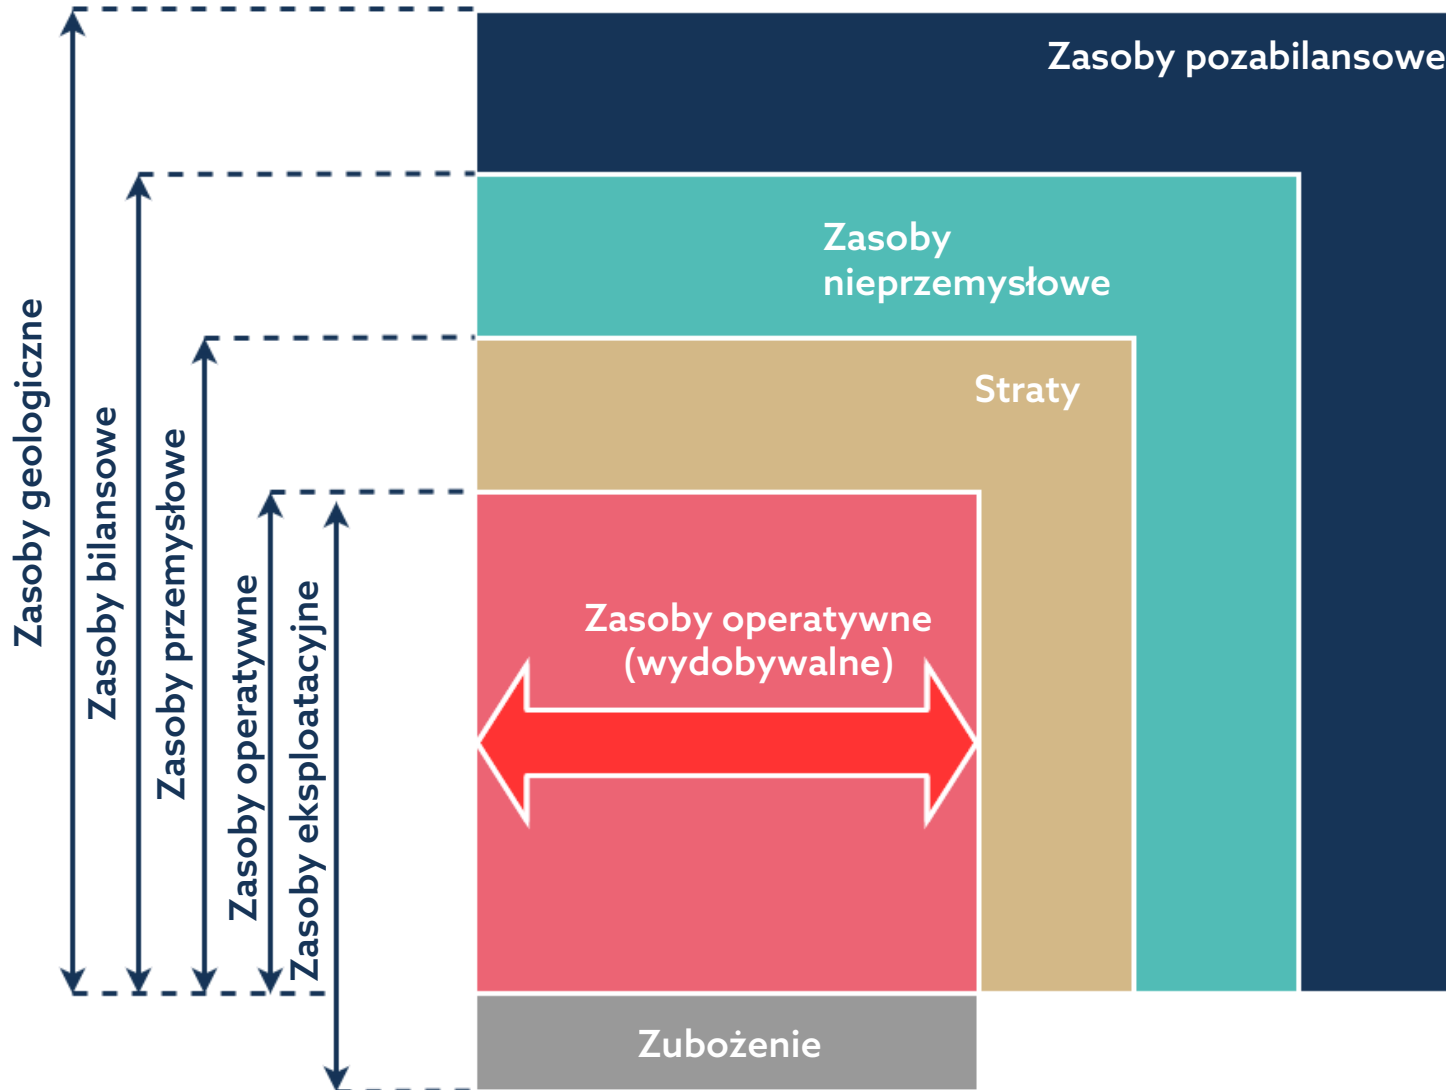 Zasoby pozabilansowe
Zasoby
nieprzemysłowe
Straty
Zasoby operatywne
(wydobywalne)
Zubożenie
Zasoby geologiczne
Zasoby bilansowe
Zasoby przemysłowe
Zasoby operatywne
Zasoby eksploatacyjne